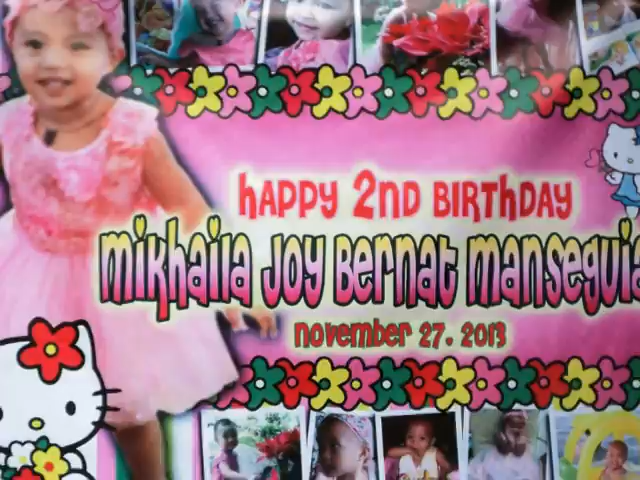 HAPPY 2ND BIRTHDAY
MIKHAILA JOY BERNAT MANSEGUIA
NOVEMBER 27, 2013